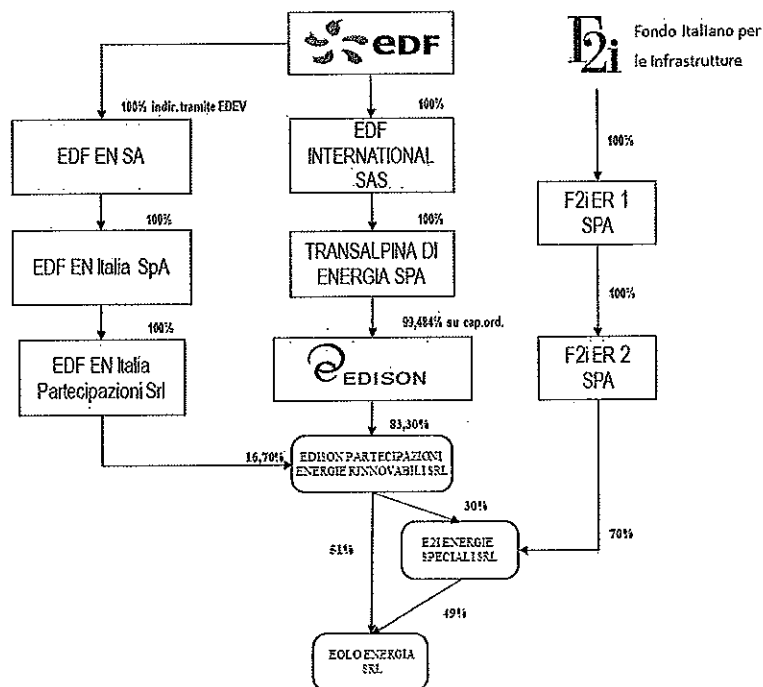 eDF
F2i
Fondo Italiano per
le Infrastrutture
100% indir. tramite EDEV
100%
EDF EN SA
EDF
INTERNATIONAL
SAS
100%
F2i ER 1
SPA
100%
100%
EDF EN Italia SpA
TRANSALPINA DI
ENERGIA SPA
100%
100%
99,484% su cap.ord.
EDF EN Italia
Partecipazioni Srl
EDISON
F2i ER 2
SPA
83,30%
16,70%
EDISON PARTECIPAZIONI
ENERGIE RINNOVABILI SRL
30%
51%
E2I ENERGIE
SPECIALI SRL
70%
49%
EOLO ENERGIA
SRL